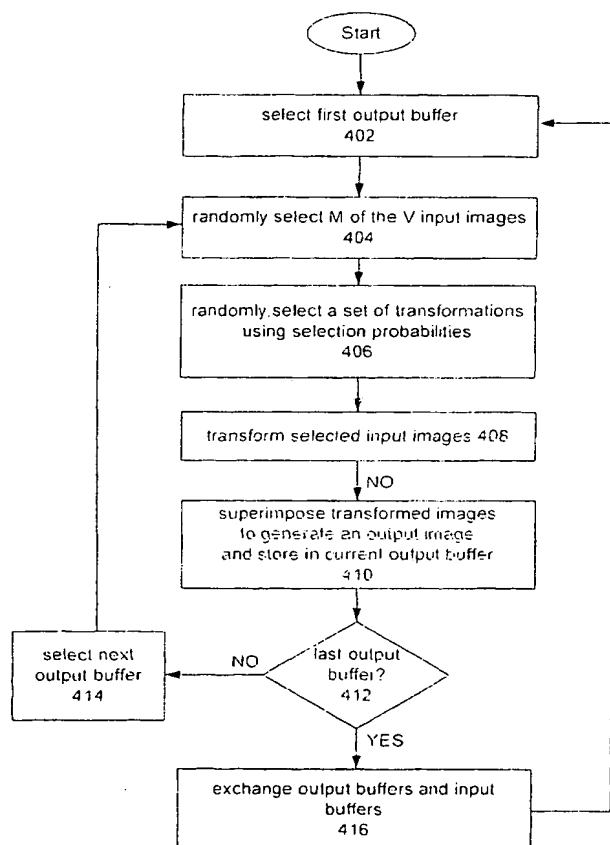 Start
select first output buffer
402
randomly select M of the V input images
404
randomly select a set of transformations
using selection probabilities
406
transform selected input images 408
NO
superimpose transformed images
to generate an output image
and store in current output buffer
410
select next
output buffer
414
NO
last output
buffer?
412
YES
exchange output buffers and input
buffers
416